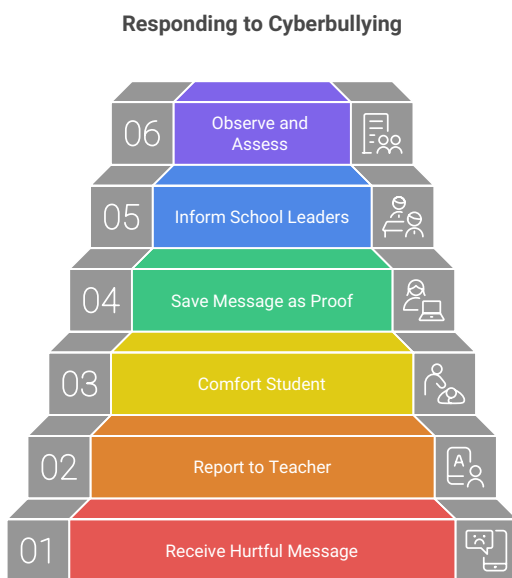 Responding to Cyberbullying
06
Observe and
Assess
05
Inform School Leaders
04
Save Message as Proof
03
Comfort Student
02
Report to Teacher
A
01
Receive Hurtful Message